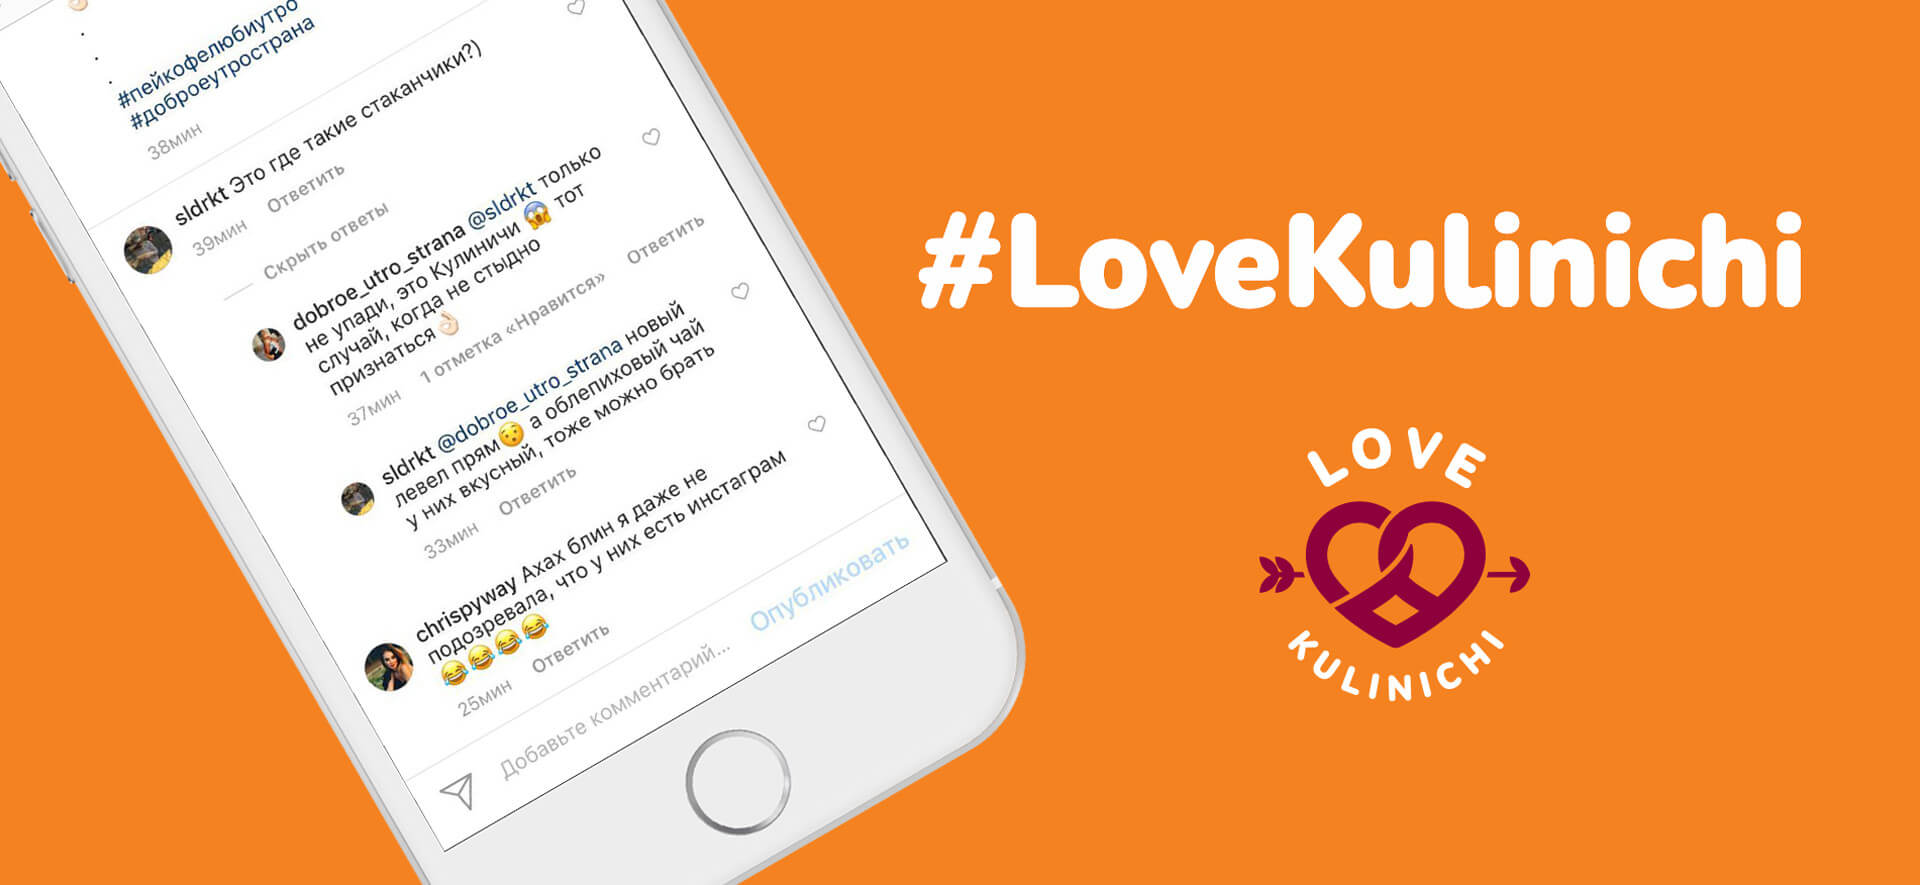 #пейкофелюбиутро
#доброеутространа
38мин
sldrkt Это где такие стаканчики?)
39мин Ответить
Скрыть ответы
dobroe_utro_strana @sldrkt только
не упади, это Кулиничи 😱 тот
случай, когда не стыдно
признаться👌🏻
37мин 1 отметка «Нравится» Ответить
sldrkt @dobroe_utro_strana новый
левел прям😯 а облепиховый чай
у них вкусный, тоже можно брать
33мин Ответить
chrispyway Ахах блин я даже не
подозревала, что у них есть инстаграм
😂😂😂😂
25мин Ответить
Добавьте комментарий... Опубликовать
#LoveKulinichi
LOVE
KULINICHI